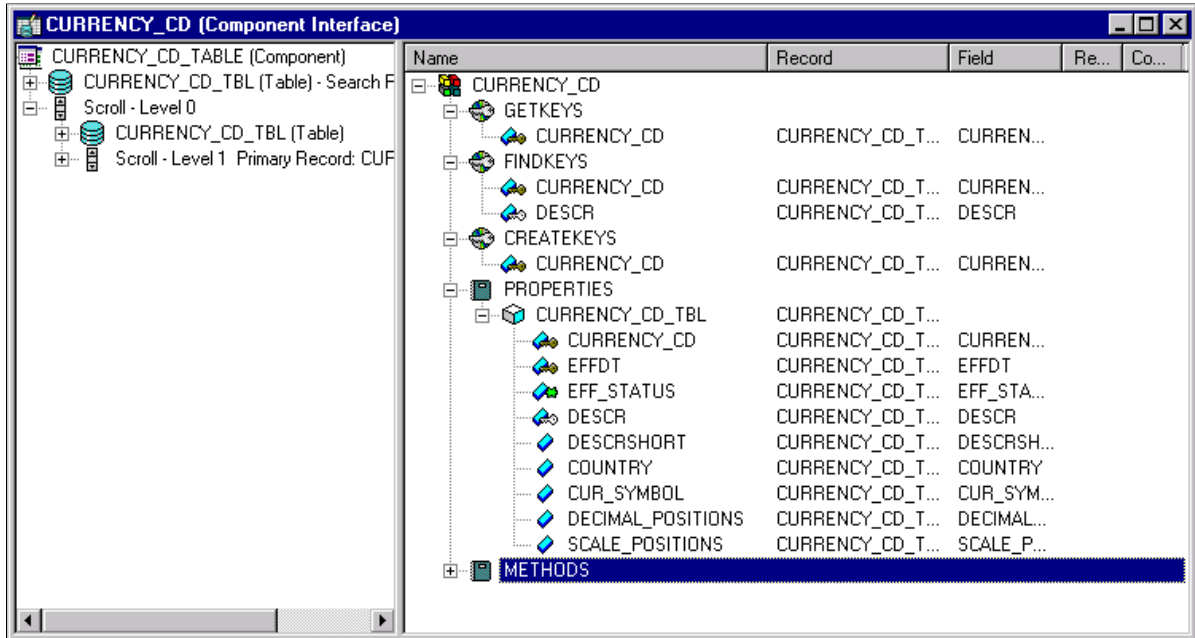 CURRENCY_CD (Component Interface)
CURRENCY_CD_TABLE (Component)
CURRENCY_CD_TBL (Table) - Search F
Scroll - Level 0
CURRENCY_CD_TBL (Table)
Scroll - Level 1 Primary Record: CUR
Name Record Field Re... Co...
CURRENCY_CD
GETKEYS
CURRENCY_CD CURRENCY_CD_T... CURREN...
FINDKEYS
CURRENCY_CD CURRENCY_CD_T... CURREN...
DESCR CURRENCY_CD_T... DESCR
CREATEKEYS
CURRENCY_CD CURRENCY_CD_T... CURREN...
PROPERTIES
CURRENCY_CD_TBL CURRENCY_CD_T...
CURRENCY_CD CURRENCY_CD_T... CURREN...
EFFDT CURRENCY_CD_T... EFFDT
EFF_STATUS CURRENCY_CD_T... EFF_STA...
DESCR CURRENCY_CD_T... DESCR
DESCRSHORT CURRENCY_CD_T... DESCRSH...
COUNTRY CURRENCY_CD_T... COUNTRY
CUR_SYMBOL CURRENCY_CD_T... CUR_SYM...
DECIMAL_POSITIONS CURRENCY_CD_T... DECIMAL...
SCALE_POSITIONS CURRENCY_CD_T... SCALE_P...
METHODS